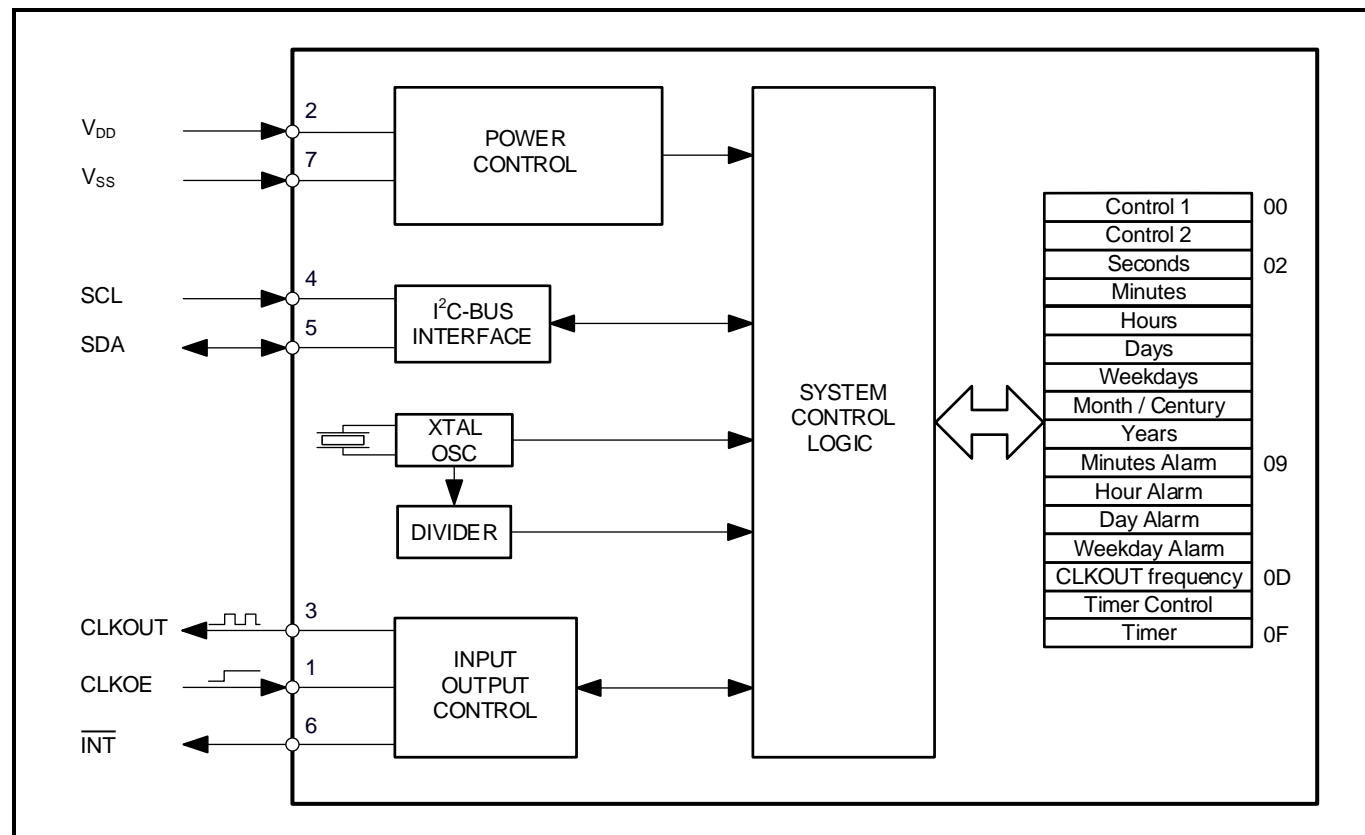 V_DD
2
V_SS
7
POWER
CONTROL
SCL
4
SDA
5
I²C-BUS
INTERFACE
XTAL
OSC
DIVIDER
CLKOUT
3
CLKOE
1
INT
6
INPUT
OUTPUT
CONTROL
SYSTEM
CONTROL
LOGIC
Control 1 00
Control 2
Seconds 02
Minutes
Hours
Days
Weekdays
Month / Century
Years
Minutes Alarm 09
Hour Alarm
Day Alarm
Weekday Alarm
CLKOUT frequency 0D
Timer Control
Timer 0F